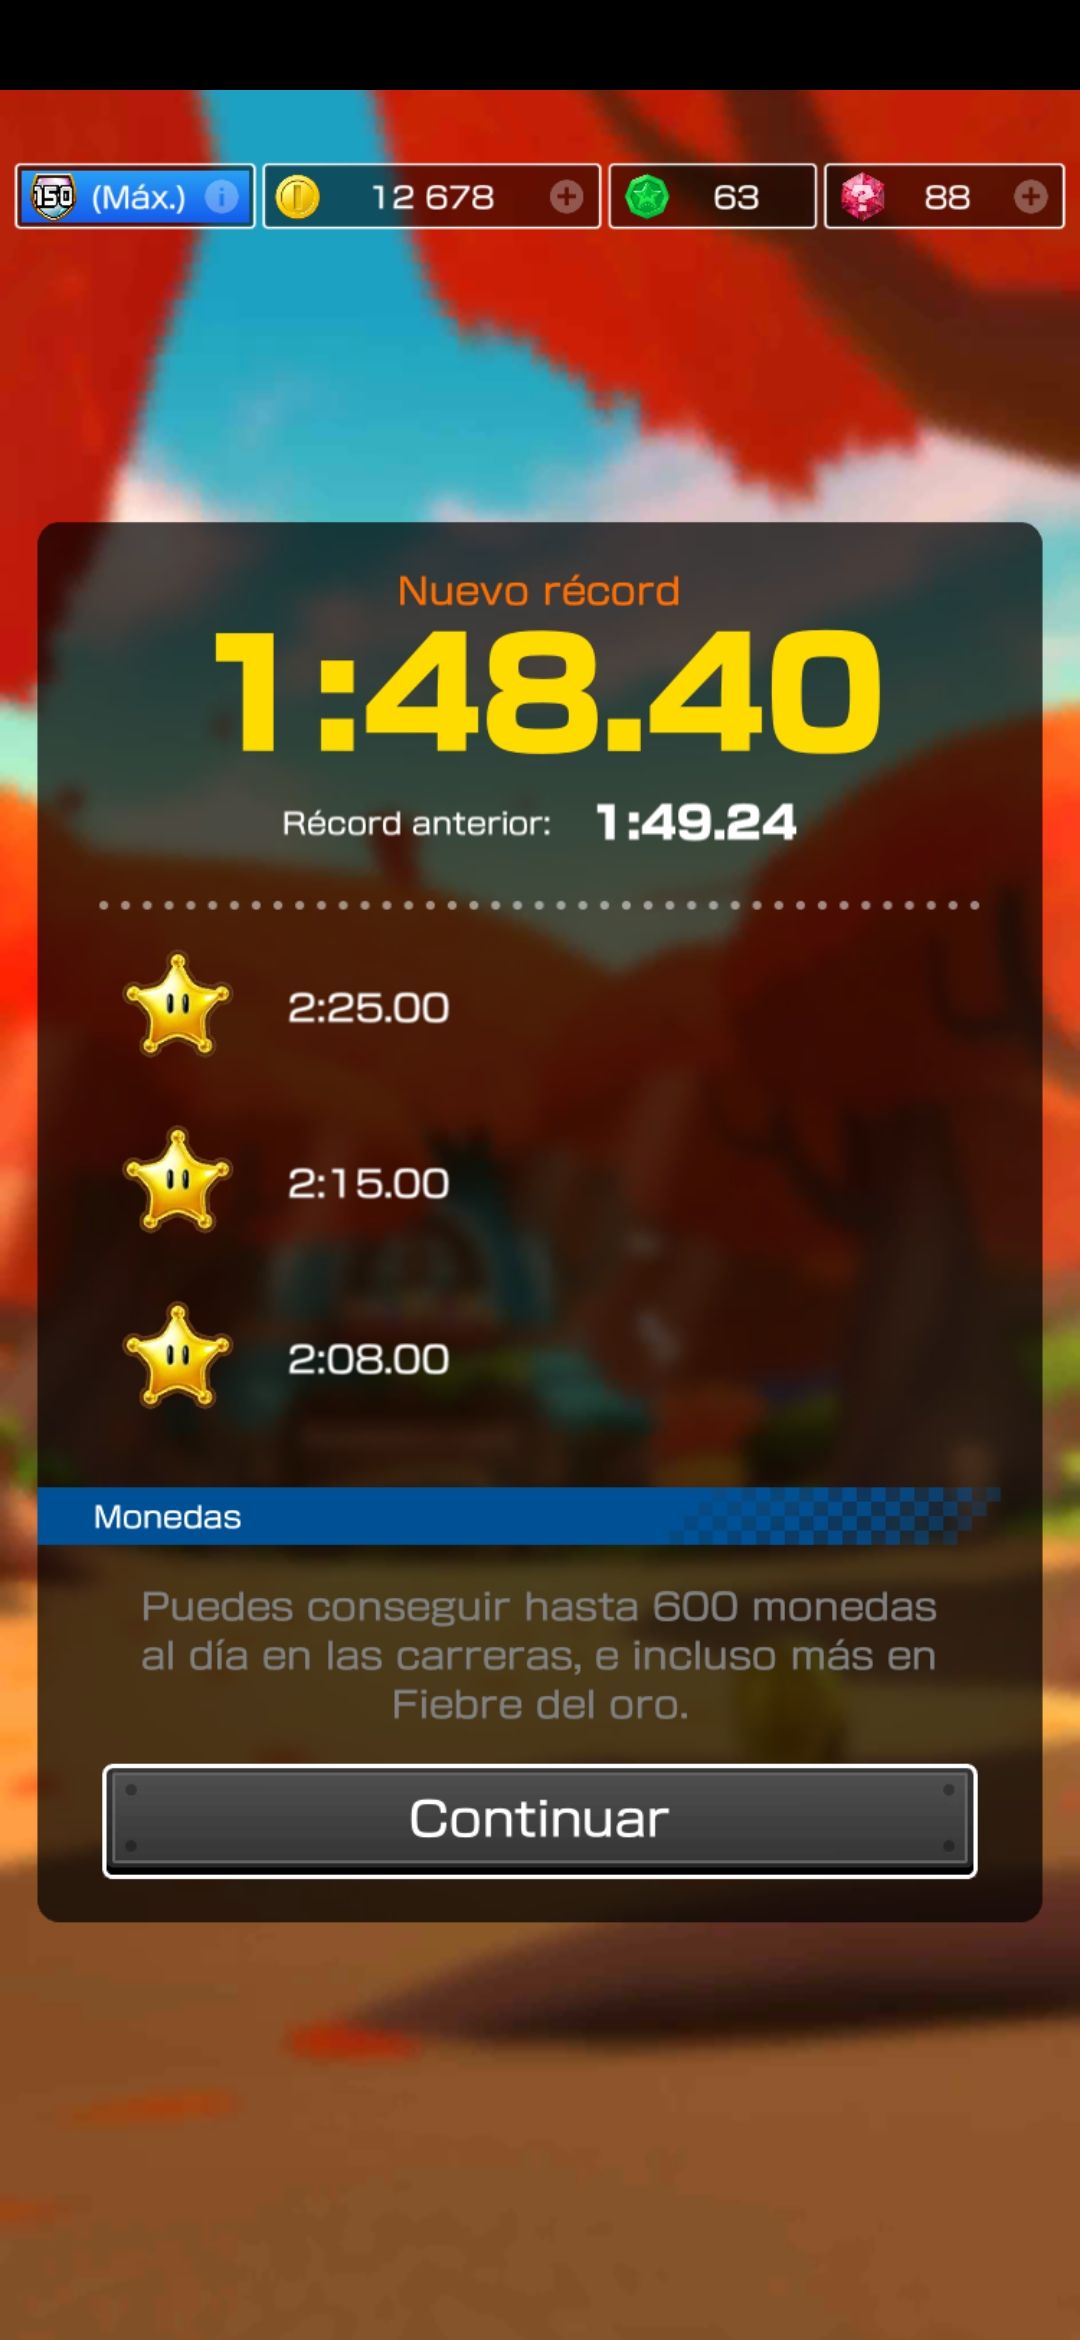 150 (Máx.) i 12 678 + 63 ? 88 +
Nuevo récord
1:48.40
Récord anterior: 1:49.24
2:25.00
2:15.00
2:08.00
Monedas
Puedes conseguir hasta 600 monedas
al día en las carreras, e incluso más en
Fiebre del oro.
Continuar